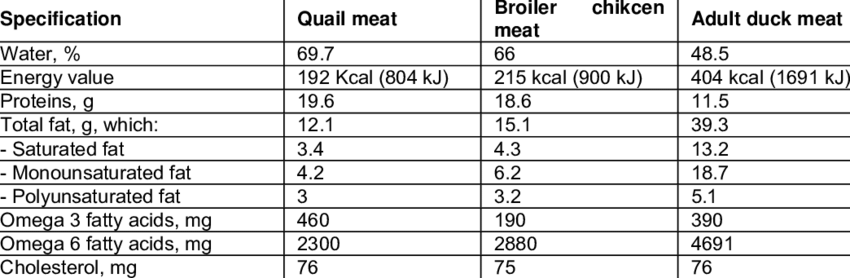 Specification Quail meat Broiler chikcen meat Adult duck meat
Water, % 69.7 66 48.5
Energy value 192 Kcal (804 kJ) 215 kcal (900 kJ) 404 kcal (1691 kJ)
Proteins, g 19.6 18.6 11.5
Total fat, g, which: 12.1 15.1 39.3
- Saturated fat 3.4 4.3 13.2
- Monounsaturated fat 4.2 6.2 18.7
- Polyunsaturated fat 3 3.2 5.1
Omega 3 fatty acids, mg 460 190 390
Omega 6 fatty acids, mg 2300 2880 4691
Cholesterol, mg 76 75 76